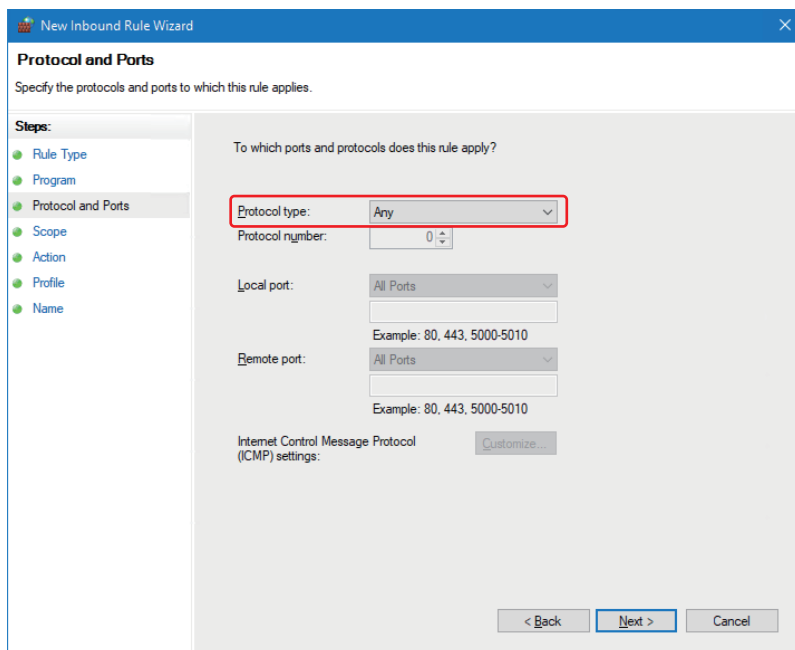 New Inbound Rule Wizard
Protocol and Ports
Specify the protocols and ports to which this rule applies.
Steps:
Rule Type
Program
Protocol and Ports
Scope
Action
Profile
Name
To which ports and protocols does this rule apply?
Protocol type: Any
Protocol number: 0
Local port: All Ports
Example: 80, 443, 5000-5010
Remote port: All Ports
Example: 80, 443, 5000-5010
Internet Control Message Protocol
(ICMP) settings:
Customize...
< Back Next > Cancel